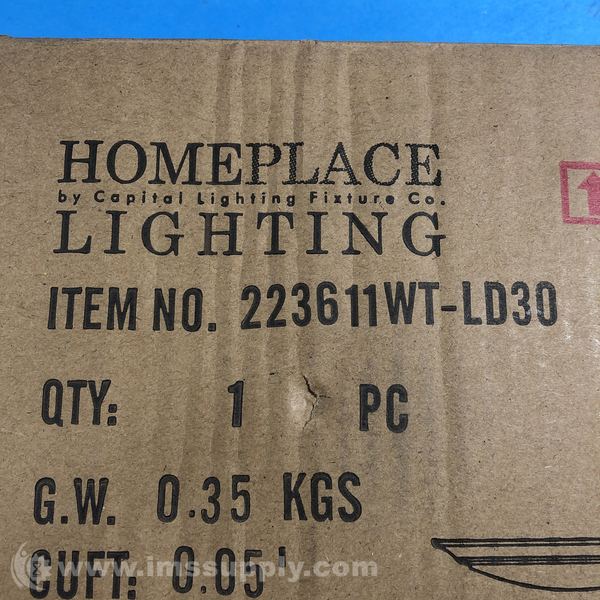 HOMEPLACE
by Capital Lighting Fixture Co.
LIGHTING
ITEM NO. 223611WT-LD30
QTY: 1 PC
G.W. 0.35 KGS
CUFT: 0.05'
www.imssupply.com